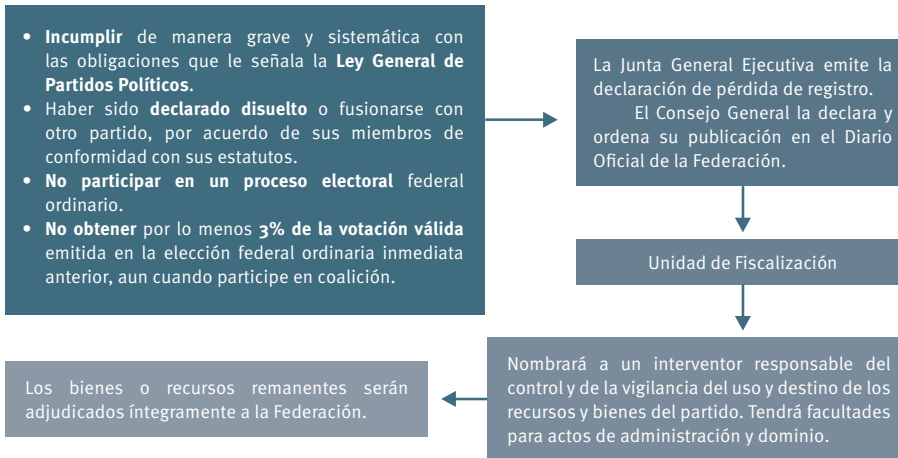 • Incumplir de manera grave y sistemática con
las obligaciones que le señala la Ley General de
Partidos Políticos.
• Haber sido declarado disuelto o fusionarse con
otro partido, por acuerdo de sus miembros de
conformidad con sus estatutos.
• No participar en un proceso electoral federal
ordinario.
• No obtener por lo menos 3% de la votación válida
emitida en la elección federal ordinaria inmediata
anterior, aun cuando participe en coalición.
La Junta General Ejecutiva emite la
declaración de pérdida de registro.
El Consejo General la declara y
ordena su publicación en el Diario
Oficial de la Federación.
Unidad de Fiscalización
Nombrará a un interventor responsable del
control y de la vigilancia del uso y destino de los
recursos y bienes del partido. Tendrá facultades
para actos de administración y dominio.
Los bienes o recursos remanentes serán
adjudicados íntegramente a la Federación.